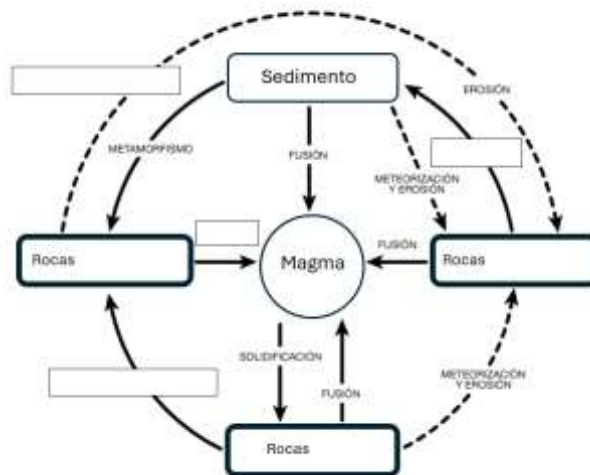 Sedimento
EROSIÓN
METAMORFISMO
FUSIÓN
METEORIZACIÓN
Y EROSIÓN
Rocas
Magma
FUSIÓN
Rocas
SOLIDIFICACIÓN
FUSIÓN
METEORIZACIÓN
Y EROSIÓN
Rocas